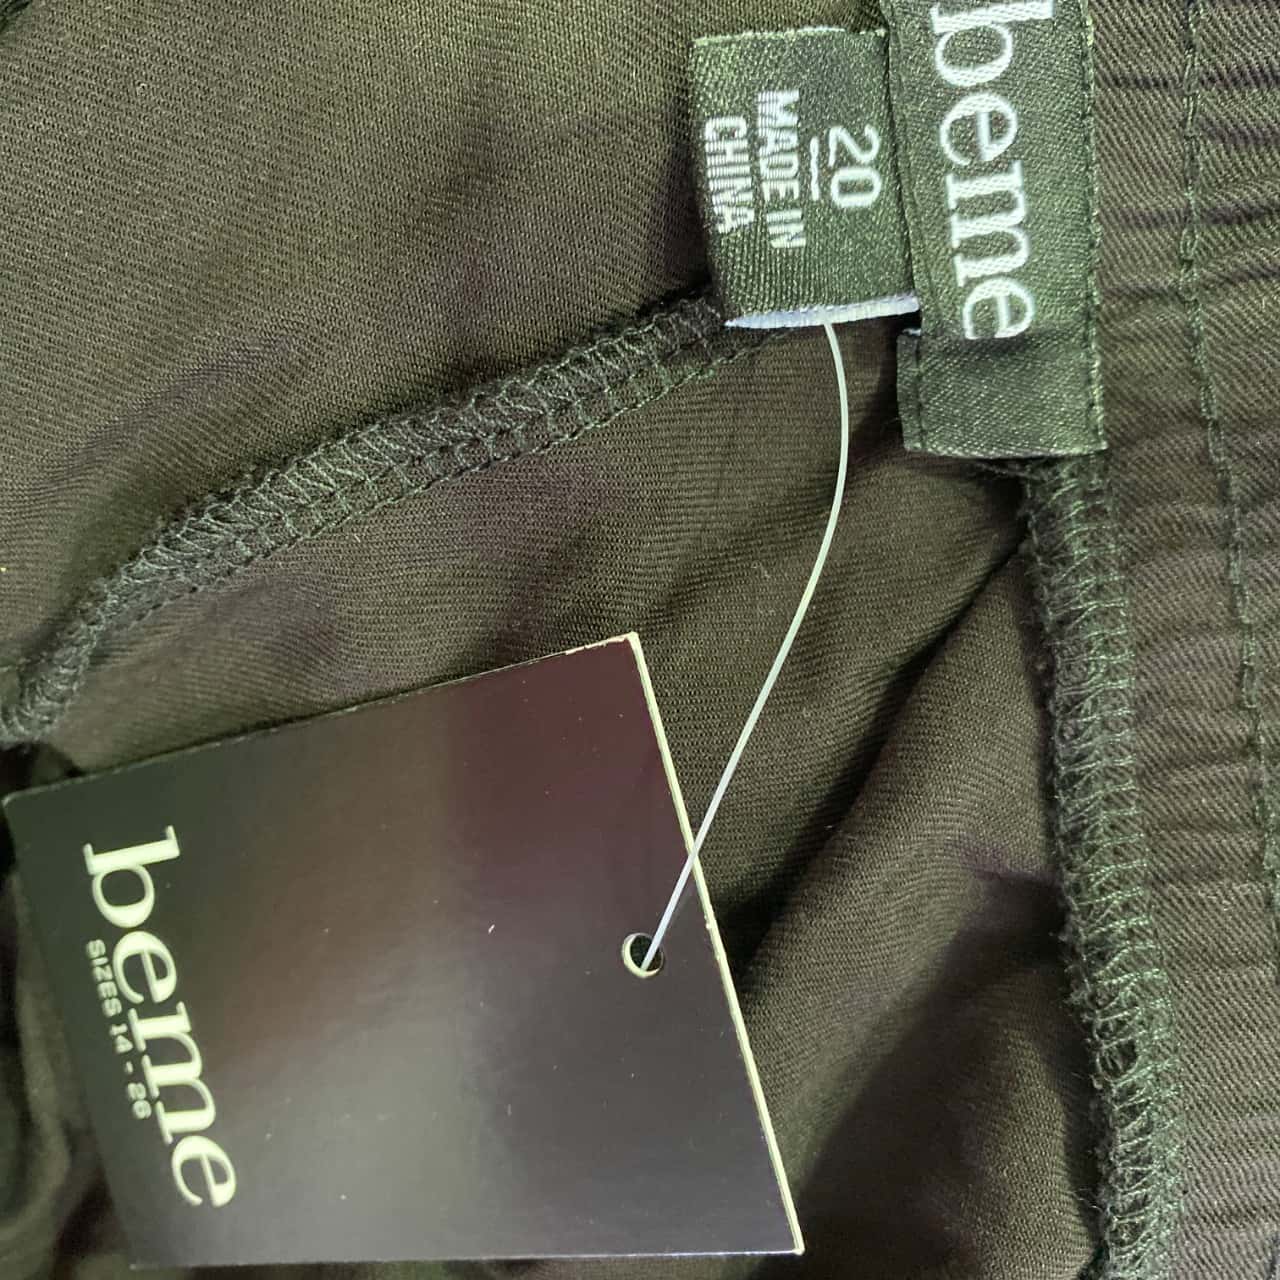 beme
20
MADE IN
CHINA
beme
SIZES 14 - 26